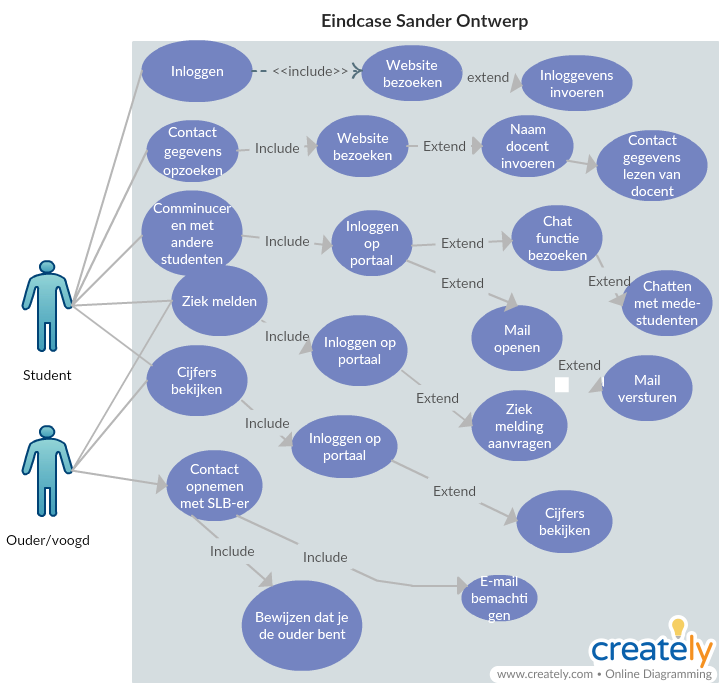 Eindcase Sander Ontwerp
Inloggen
<<include>>
Website
bezoeken
extend
Inloggevens
invoeren
Contact
gegevens
opzoeken
Include
Website
bezoeken
Extend
Naam
docent
invoeren
Contact
gegevens
lezen van
docent
Comminucer
en met
andere
studenten
Include
Inloggen
op
portaal
Extend
Chat
functie
bezoeken
Extend
Extend
Chatten
met mede-
studenten
Ziek melden
Include
Inloggen op
portaal
Mail
openen
Extend
Mail
versturen
Student
Cijfers
bekijken
Include
Inloggen op
portaal
Extend
Ziek
melding
aanvragen
Contact
opnemen
met SLB-er
Extend
Cijfers
bekijken
Ouder/voogd
Include
Include
Bewijzen dat je
de ouder bent
E-mail
bemachti
gen
creately
www.creately.com • Online Diagramming